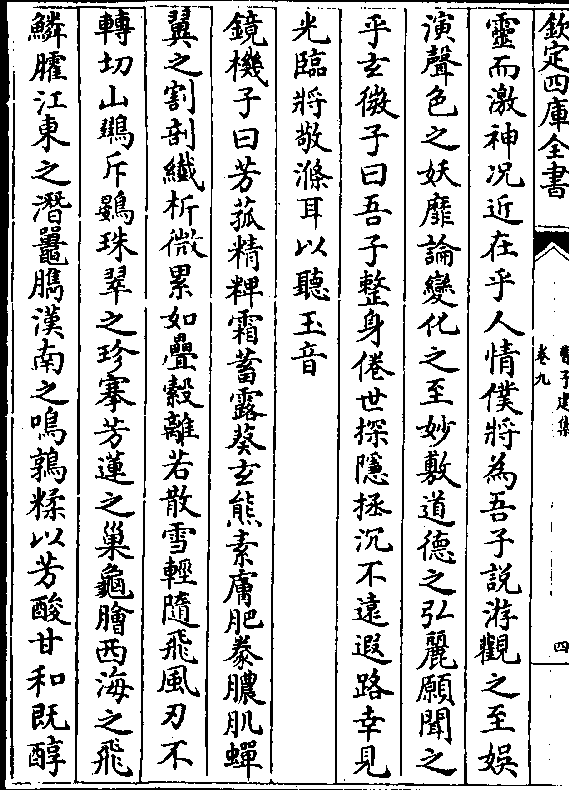 欽定四庫全書
曹子建集
卷九
四
靈而激神况近在乎人情僕將為吾子說游觀之至娱
演聲色之妖靡論變化之至妙敷道德之弘麗願聞之
乎玄微子曰吾子整身倦世探隱拯沉不遠遐路幸見
光臨將敬滌耳以聽玉音
鏡機子曰芳菰精粺霜蓄露葵玄熊素膚肥豢膿肌蟬
翼之割剖纎析微累如疊縠離若散雪輕隨飛風刃不
轉切山鵽斥鷃珠翠之珍搴芳蓮之巢龜膾西海之飛
鱗臛江東之潛鼉臇漢南之鳴鶉糅以芳酸甘和既醇